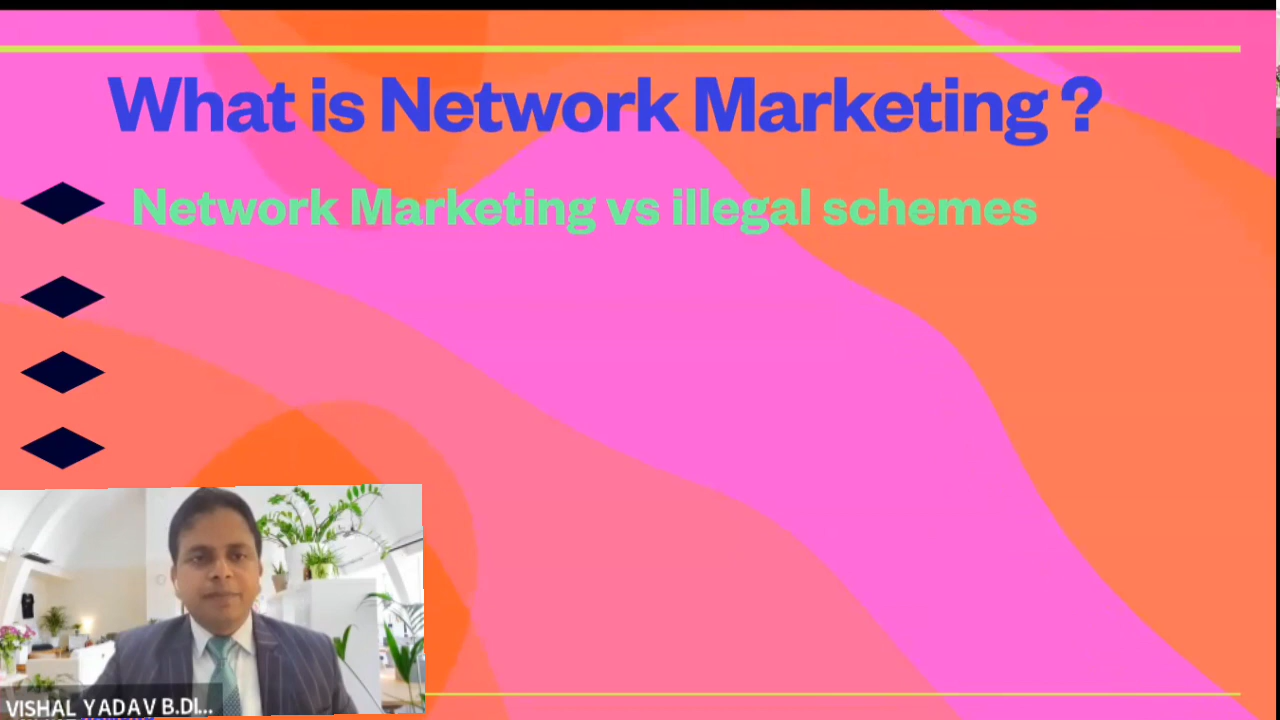 What is Network Marketing ?
Network Marketing vs illegal schemes
VISHAL YADAV B.DI...